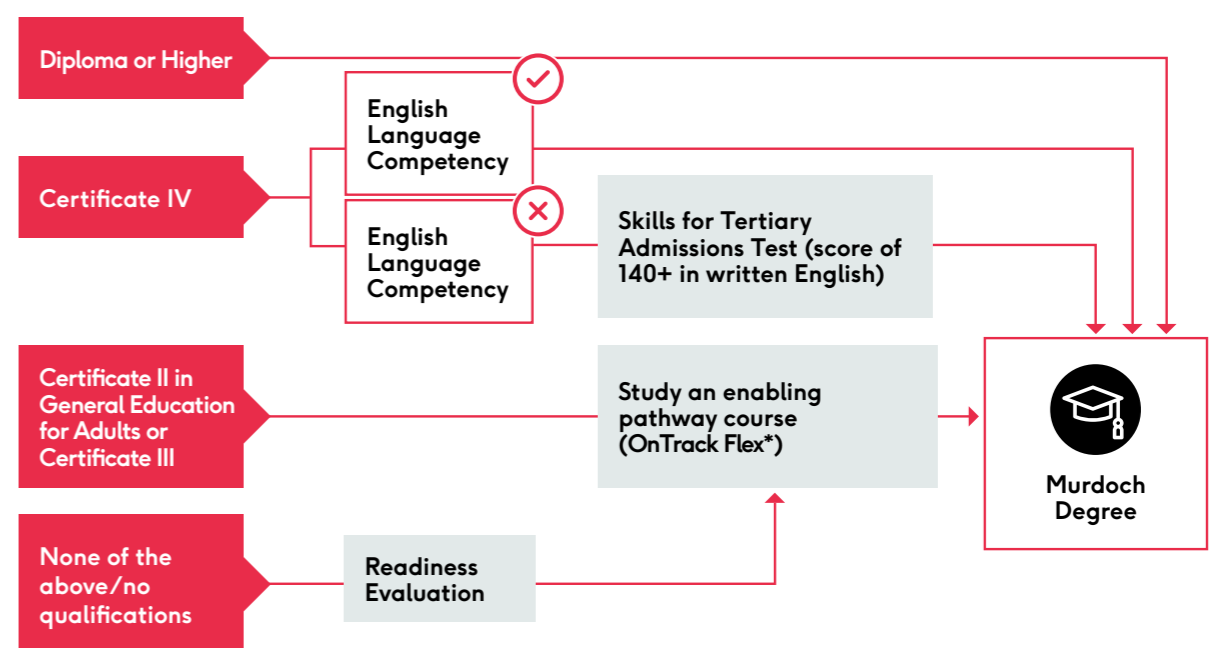 Diploma or Higher
English
Language
Competency
Certificate IV
English
Language
Competency
Skills for Tertiary
Admissions Test (score of
140+ in written English)
Certificate II in
General Education
for Adults or
Certificate III
Study an enabling
pathway course
(OnTrack Flex*)
Murdoch
Degree
None of the
above/no
qualifications
Readiness
Evaluation